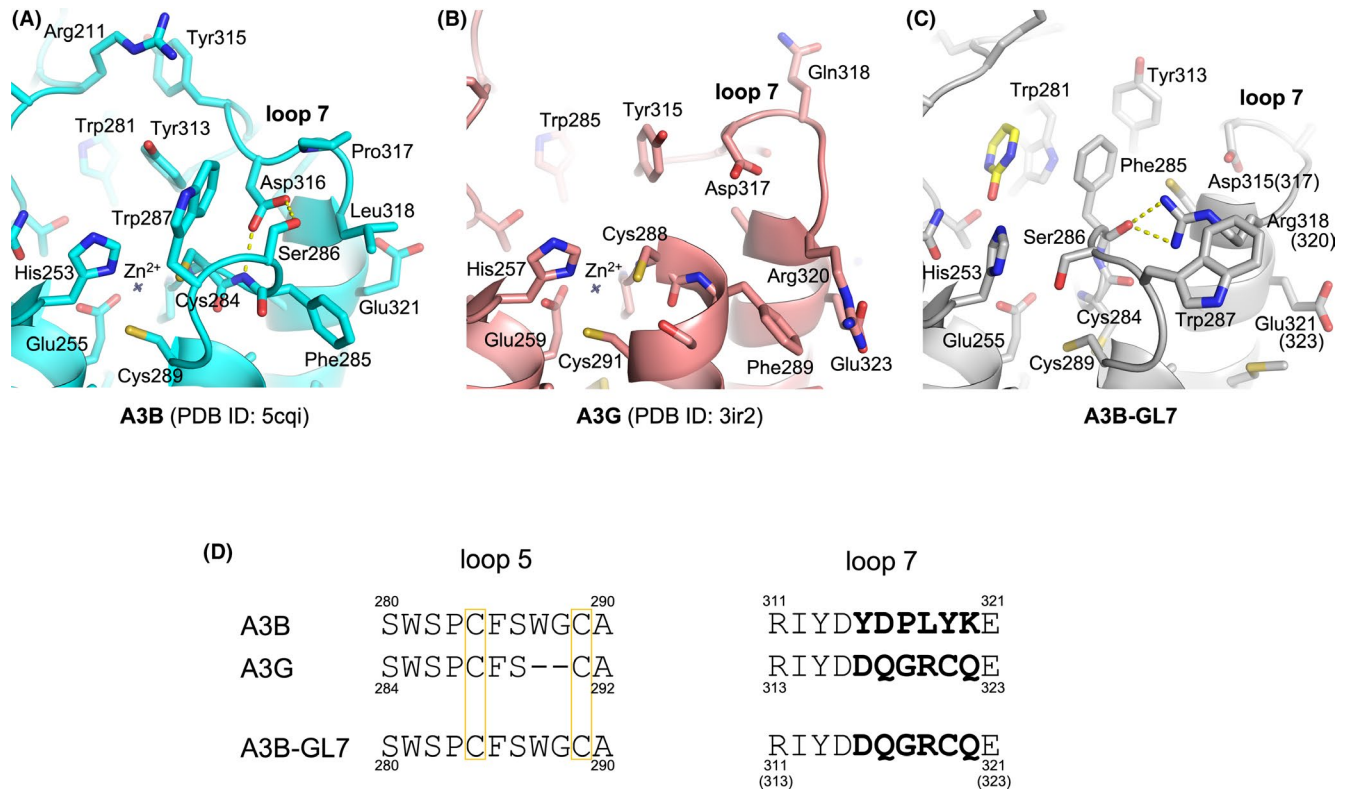 (A)
Arg211
Tyr315
loop 7
Trp281
Tyr313
Pro317
Asp316
Trp287
Leu318
Ser286
His253
Zn2+
Cys284
Glu321
Glu255
Cys289
Phe285
A3B (PDB ID: 5cqi)
(B)
Gln318
loop 7
Trp285
Tyr315
Asp317
Cys288
His257
Zn2+
Arg320
Glu259
Cys291
Phe289
Glu323
A3G (PDB ID: 3ir2)
(C)
Tyr313
Trp281
loop 7
Phe285
Asp315(317)
Arg318
(320)
Ser286
His253
Cys284
Trp287
Glu255
Glu321
(323)
Cys289
A3B-GL7
(D)
loop 5
loop 7
280 290 311 321
A3B SWSPCFSWGCA RIYDYDPLYKE
A3G SWSPCFS--CA RIYDDQGRCQE
284 292 313 323
A3B-GL7 SWSPCFSWGCA RIYDDQGRCQE
280 290 311 321
(313) (323)